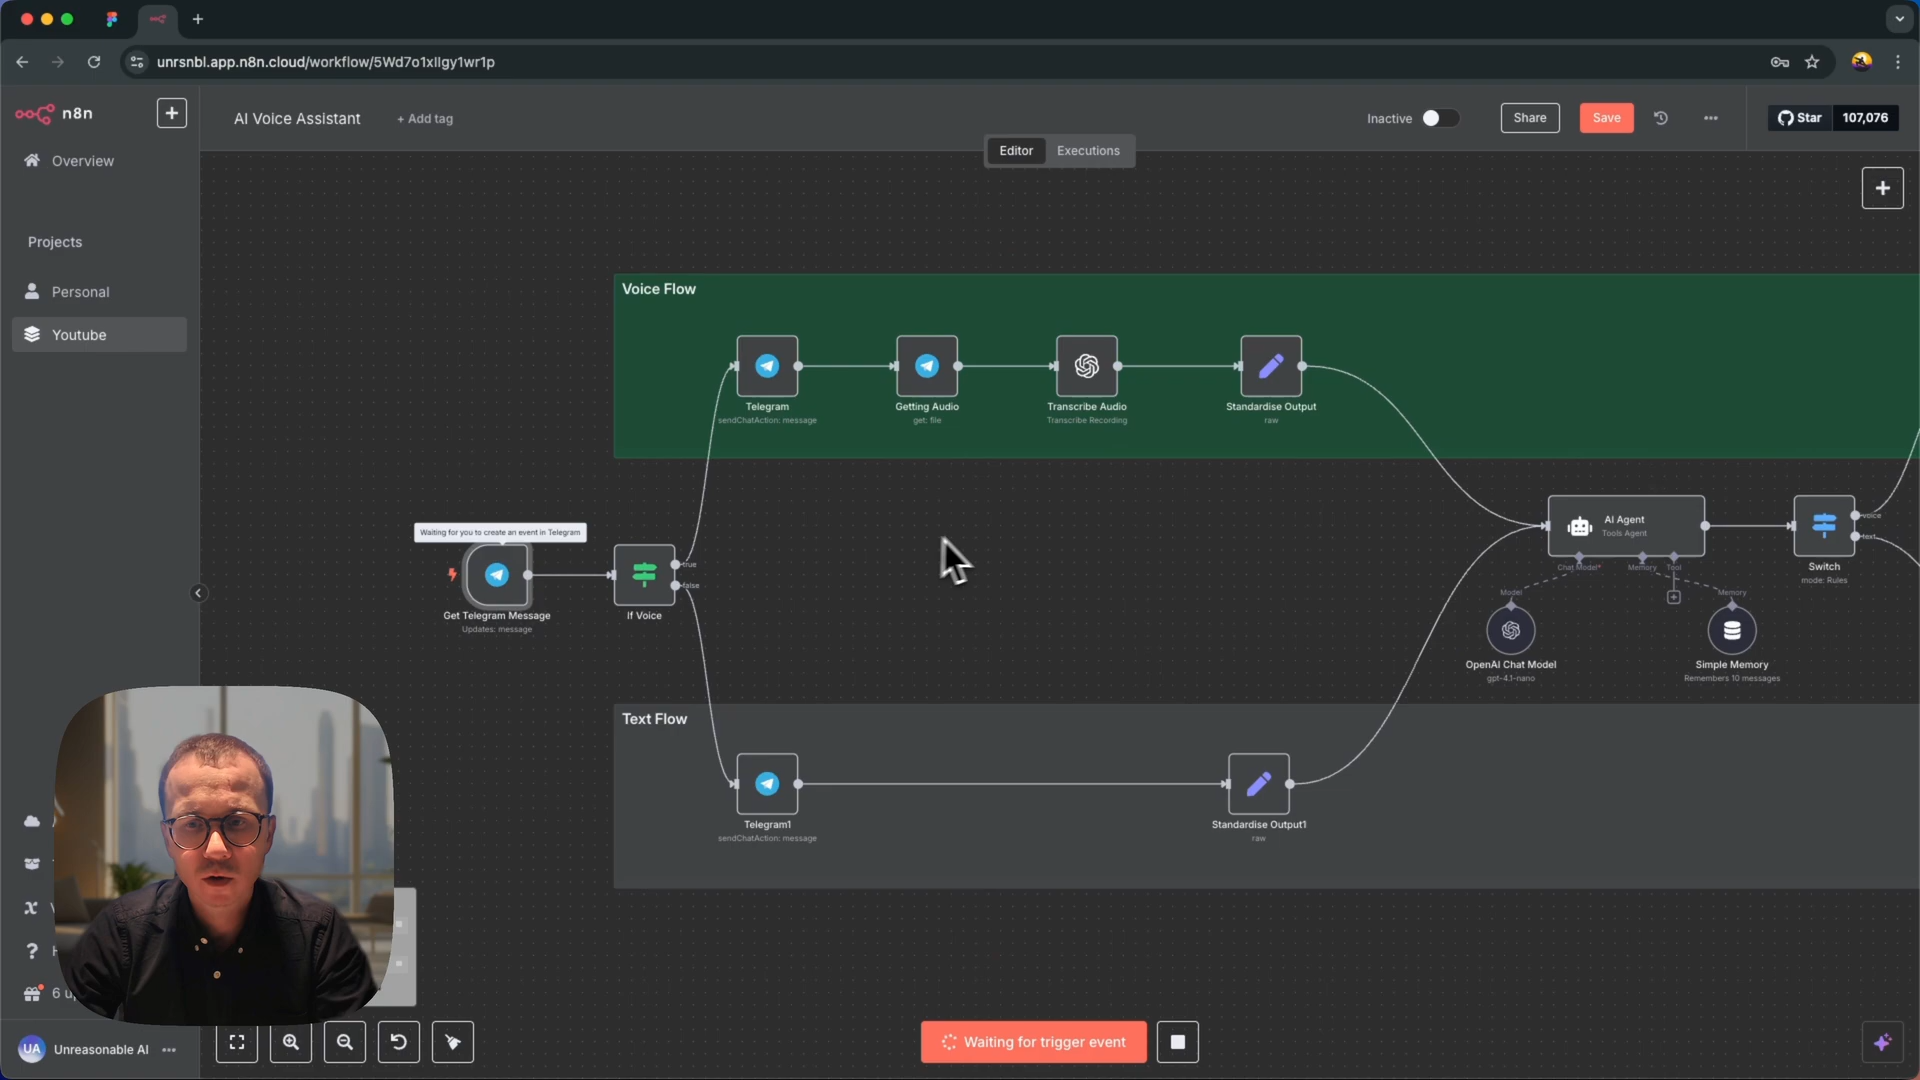 unrsnbl.app.n8n.cloud/workflow/5Wd7o1xllgy1wr1p
n8n
AI Voice Assistant
+ Add tag
Inactive
Share
Save
Star
107,076
Editor
Executions
Overview
Projects
Personal
Youtube
Voice Flow
Telegram
sendChatAction: message
Getting Audio
get: file
Transcribe Audio
Transcribe Recording
Standardise Output
raw
Waiting for you to create an event in Telegram
Get Telegram Message
Updates: message
If Voice
true
false
AI Agent
Tools Agent
Chat Model*
Memory
Tool
Model
Memory
OpenAI Chat Model
gpt-4.1-nano
Simple Memory
Remembers 10 messages
voice
text
Switch
mode: Rules
Text Flow
Telegram1
sendChatAction: message
Standardise Output1
raw
UA
Unreasonable AI
Waiting for trigger event